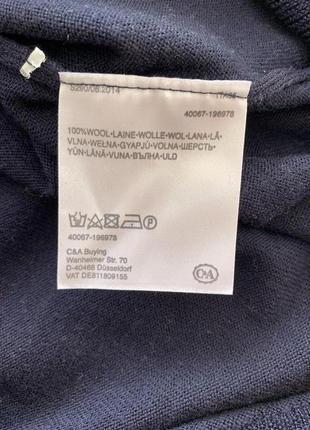 5290/08.2014
40067-196978
100%WOOL-LAINE-WOLLE-WOL-LANA-LÃ
VLNA-WEŁNA-GYAPJÚ-VOLNA-ШЕРСТЬ-
YÜN-LÂNĂ-VUNA-ВЪЛНА-ULD
40067-196978
C&A Buying
Wanheimer Str. 70
D-40468 Düsseldorf
VAT DE811809155
C&A